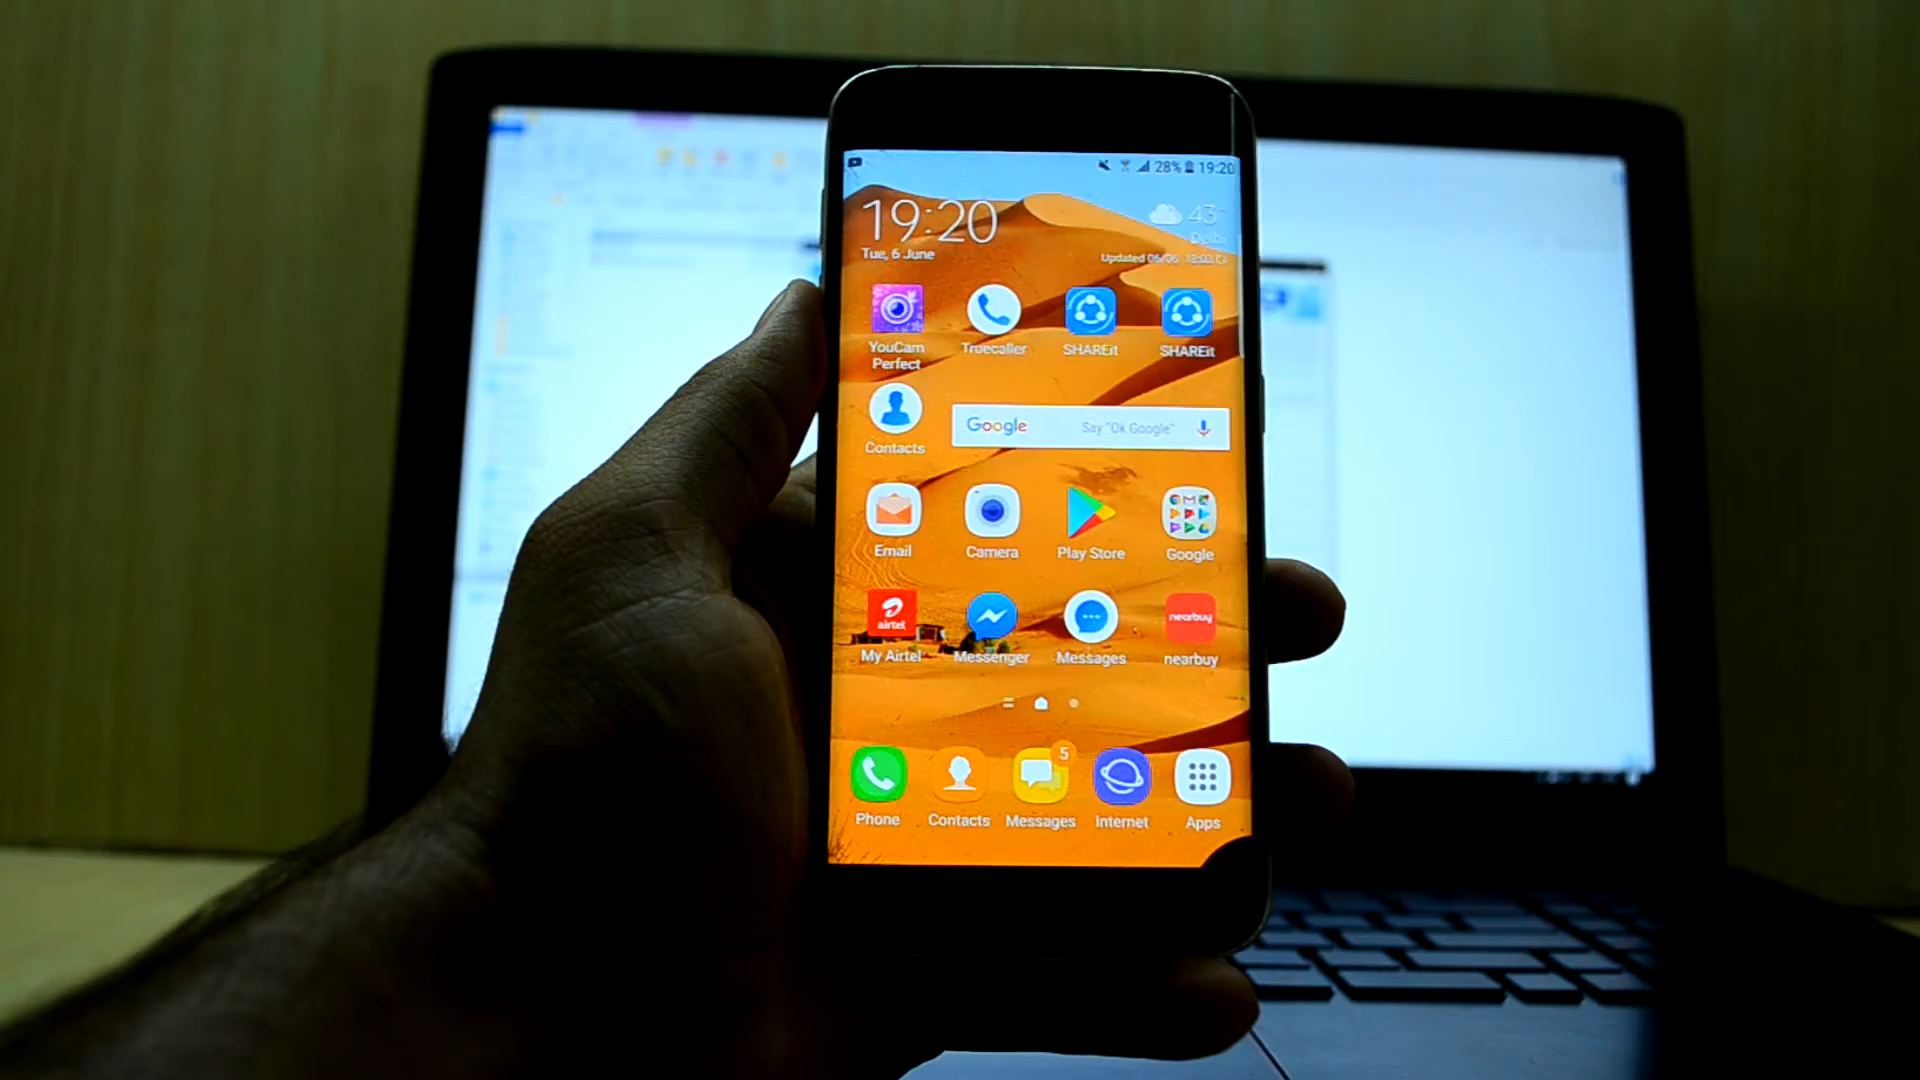 28% 19:20
19:20
43°
Tue, 6 June
Delhi
Updated 06/06
YouCam Perfect
Truecaller
SHAREit
SHAREit
Contacts
Google
Say "Ok Google"
Email
Camera
Play Store
Google
airtel
nearbuy
My Airtel
Messenger
Messages
nearbuy
5
Phone
Contacts
Messages
Internet
Apps